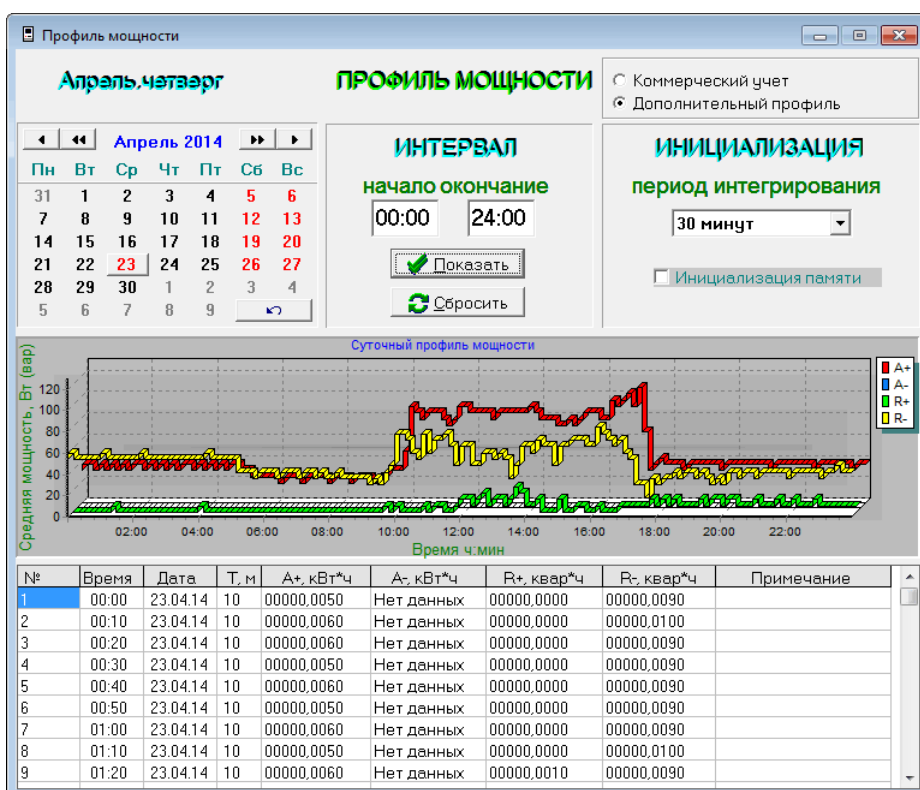 Профиль мощности
Апрель,четверг
ПРОФИЛЬ МОЩНОСТИ
Коммерческий учет
Дополнительный профиль
Апрель 2014
Пн Вт Ср Чт Пт Сб Вс
31 1 2 3 4 5 6
7 8 9 10 11 12 13
14 15 16 17 18 19 20
21 22 23 24 25 26 27
28 29 30 1 2 3 4
5 6 7 8 9
ИНТЕРВАЛ
начало окончание
00:00 24:00
Показать
Сбросить
ИНИЦИАЛИЗАЦИЯ
период интегрирования
30 минут
Инициализация памяти
Суточный профиль мощности
Средняя мощность, Вт (вар)
120
100
80
60
40
20
0
02:00 04:00 06:00 08:00 10:00 12:00 14:00 16:00 18:00 20:00 22:00
Время ч:мин
A+
A-
R+
R-
№ Время Дата Т, м А+, кВт*ч А-, кВт*ч R+, квар*ч R-, квар*ч Примечание
1 00:00 23.04.14 10 00000,0050 Нет данных 00000,0000 00000,0090
2 00:10 23.04.14 10 00000,0060 Нет данных 00000,0000 00000,0100
3 00:20 23.04.14 10 00000,0060 Нет данных 00000,0000 00000,0090
4 00:30 23.04.14 10 00000,0050 Нет данных 00000,0000 00000,0090
5 00:40 23.04.14 10 00000,0060 Нет данных 00000,0000 00000,0090
6 00:50 23.04.14 10 00000,0050 Нет данных 00000,0000 00000,0090
7 01:00 23.04.14 10 00000,0060 Нет данных 00000,0000 00000,0090
8 01:10 23.04.14 10 00000,0050 Нет данных 00000,0000 00000,0100
9 01:20 23.04.14 10 00000,0060 Нет данных 00000,0010 00000,0090